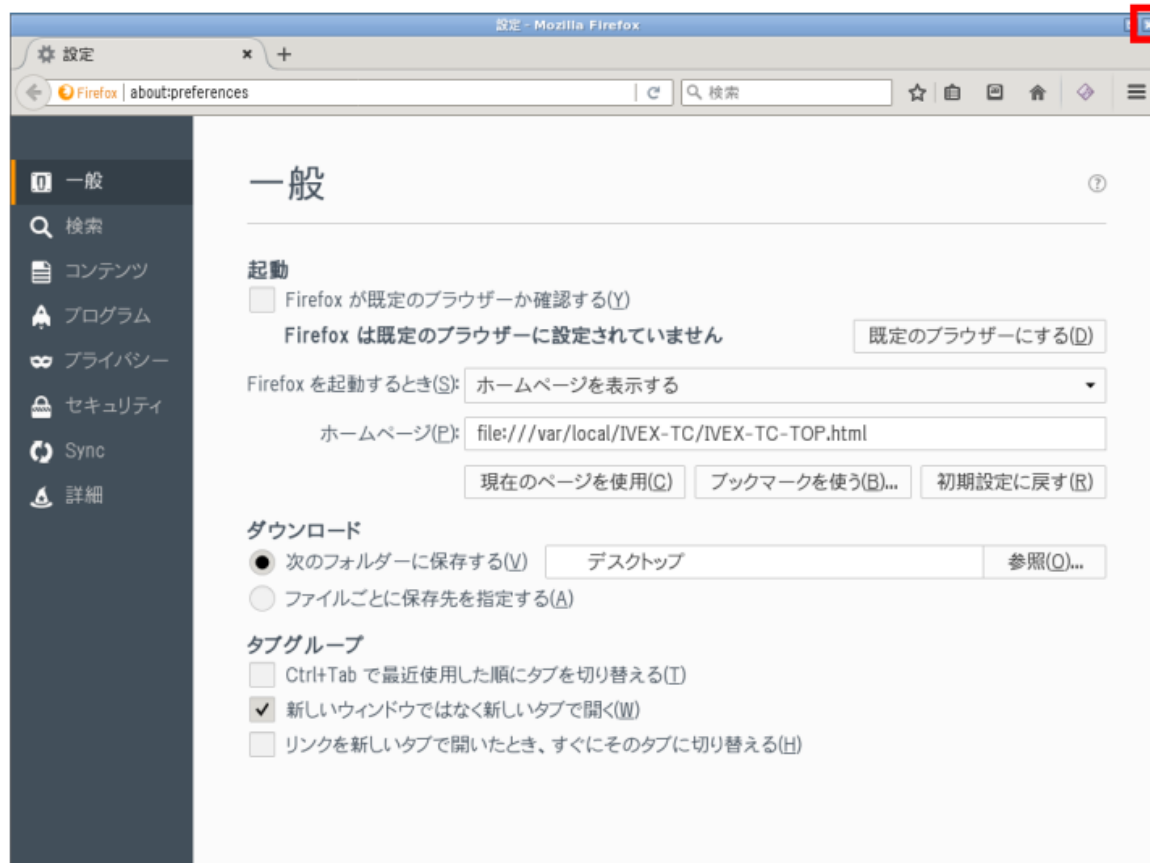 設定 - Mozilla Firefox
設定
Firefox about:preferences 検索
一般
検索
コンテンツ
プログラム
プライバシー
セキュリティ
Sync
詳細
一般
起動
Firefox が既定のブラウザーか確認する(Y)
Firefox は既定のブラウザーに設定されていません 既定のブラウザーにする(D)
Firefox を起動するとき(S): ホームページを表示する
ホームページ(P): file:///var/local/IVEX-TC/IVEX-TC-TOP.html
現在のページを使用(C) ブックマークを使う(B)... 初期設定に戻す(R)
ダウンロード
次のフォルダーに保存する(V) デスクトップ 参照(O)...
ファイルごとに保存先を指定する(A)
タブグループ
Ctrl+Tab で最近使用した順にタブを切り替える(T)
新しいウィンドウではなく新しいタブで開く(W)
リンクを新しいタブで開いたとき、すぐにそのタブに切り替える(H)